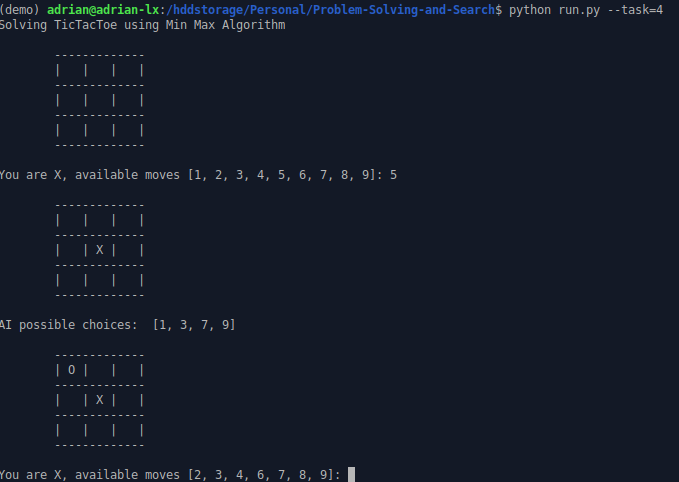 (demo) adrian@adrian-lx:/hddstorage/Personal/Problem-Solving-and-Search$ python run.py --task=4
Solving TicTacToe using Min Max Algorithm
-------------
|   |   |   |
-------------
|   |   |   |
-------------
|   |   |   |
-------------
You are X, available moves [1, 2, 3, 4, 5, 6, 7, 8, 9]: 5
-------------
|   |   |   |
-------------
|   | X |   |
-------------
|   |   |   |
-------------
AI possible choices:  [1, 3, 7, 9]
-------------
| O |   |   |
-------------
|   | X |   |
-------------
|   |   |   |
-------------
You are X, available moves [2, 3, 4, 6, 7, 8, 9]: